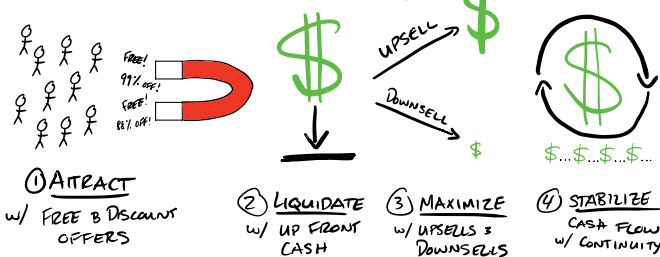 FREE!
99% OFF!
FREE!
88% OFF!
$
UPSELL
DOWNSELL
$
$
$
$...$...$...$...
① ATTRACT
W/ FREE & DISCOUNT
OFFERS
② LIQUIDATE
W/ UP FRONT
CASH
③ MAXIMIZE
W/ UPSELLS &
DOWNSELLS
④ STABILIZE
CASH FLOW
W/ CONTINUITY